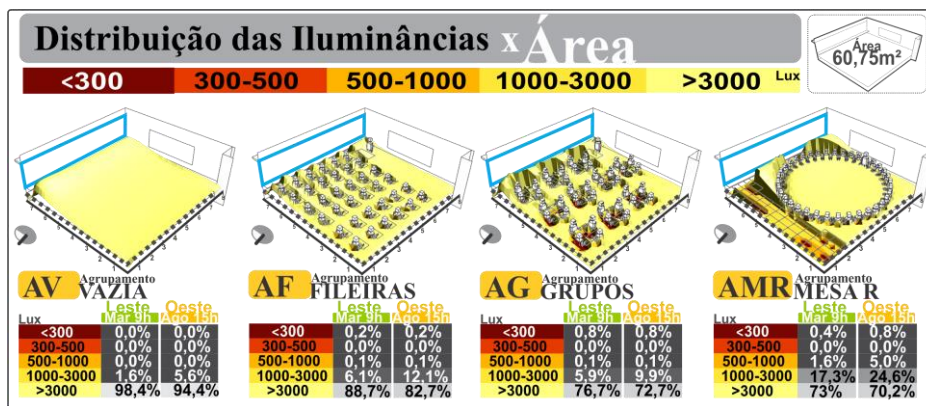 Distribuição das Iluminâncias x Área
Área
60,75m²
<300 300-500 500-1000 1000-3000 >3000 Lux
AV Agrupamento VAZIA
Leste Oeste
Lux Mar 9h Ago 15h
<300 0,0% 0,0%
300-500 0,0% 0,0%
500-1000 0,0% 0,0%
1000-3000 1,6% 5,6%
>3000 98,4% 94,4%
AF Agrupamento FILEIRAS
Leste Oeste
Lux Mar 9h Ago 15h
<300 0,2% 0,2%
300-500 0,0% 0,0%
500-1000 0,1% 0,1%
1000-3000 6,1% 12,1%
>3000 88,7% 82,7%
AG Agrupamento GRUPOS
Leste Oeste
Lux Mar 9h Ago 15h
<300 0,8% 0,8%
300-500 0,0% 0,0%
500-1000 0,1% 0,1%
1000-3000 5,9% 9,9%
>3000 76,7% 72,7%
AMR Agrupamento MESA R
Leste Oeste
Lux Mar 9h Ago 15h
<300 0,4% 0,8%
300-500 0,0% 0,0%
500-1000 1,6% 5,0%
1000-3000 17,3% 24,6%
>3000 73% 70,2%